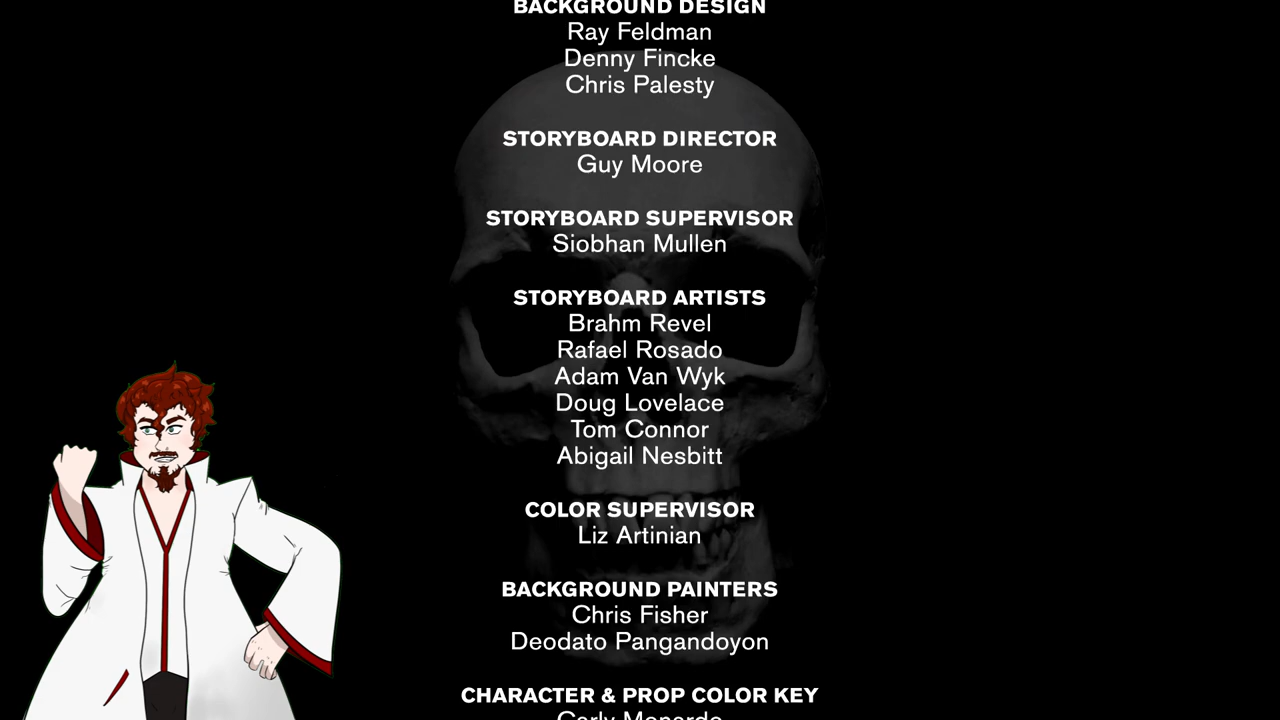 BACKGROUND DESIGN
Ray Feldman
Denny Fincke
Chris Palesty
STORYBOARD DIRECTOR
Guy Moore
STORYBOARD SUPERVISOR
Siobhan Mullen
STORYBOARD ARTISTS
Brahm Revel
Rafael Rosado
Adam Van Wyk
Doug Lovelace
Tom Connor
Abigail Nesbitt
COLOR SUPERVISOR
Liz Artinian
BACKGROUND PAINTERS
Chris Fisher
Deodato Pangandoyon
CHARACTER & PROP COLOR KEY